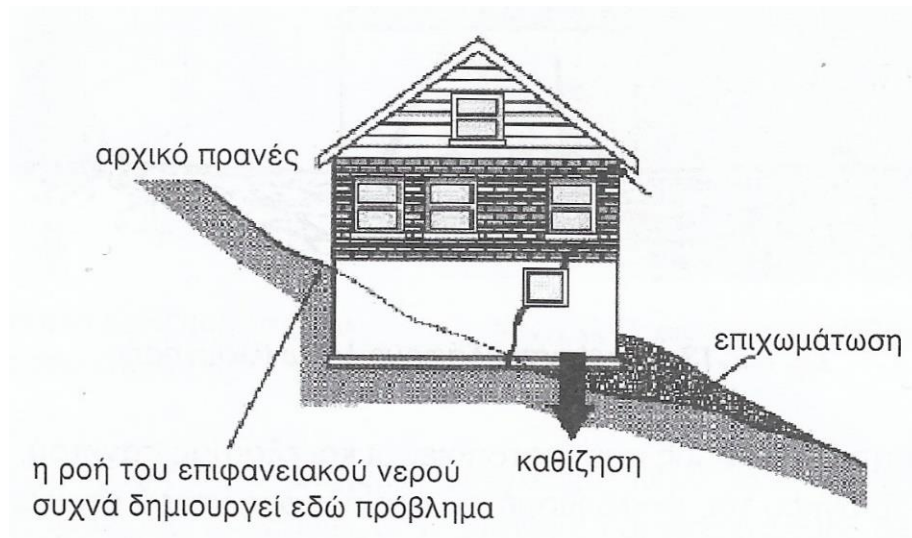 αρχικό πρανές
επιχωμάτωση
καθίζηση
η ροή του επιφανειακού νερού
συχνά δημιουργεί εδώ πρόβλημα